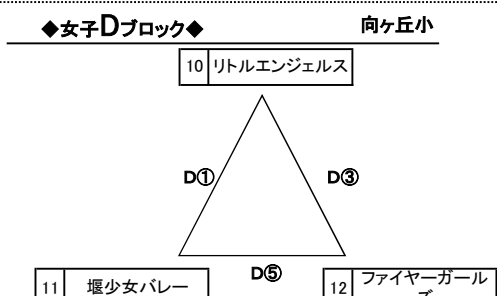 ◆女子Dブロック◆ 向ヶ丘小
10 リトルエンジェルス
D① D③
D⑤
11 堰少女バレー 12 ファイヤーガール
ズ